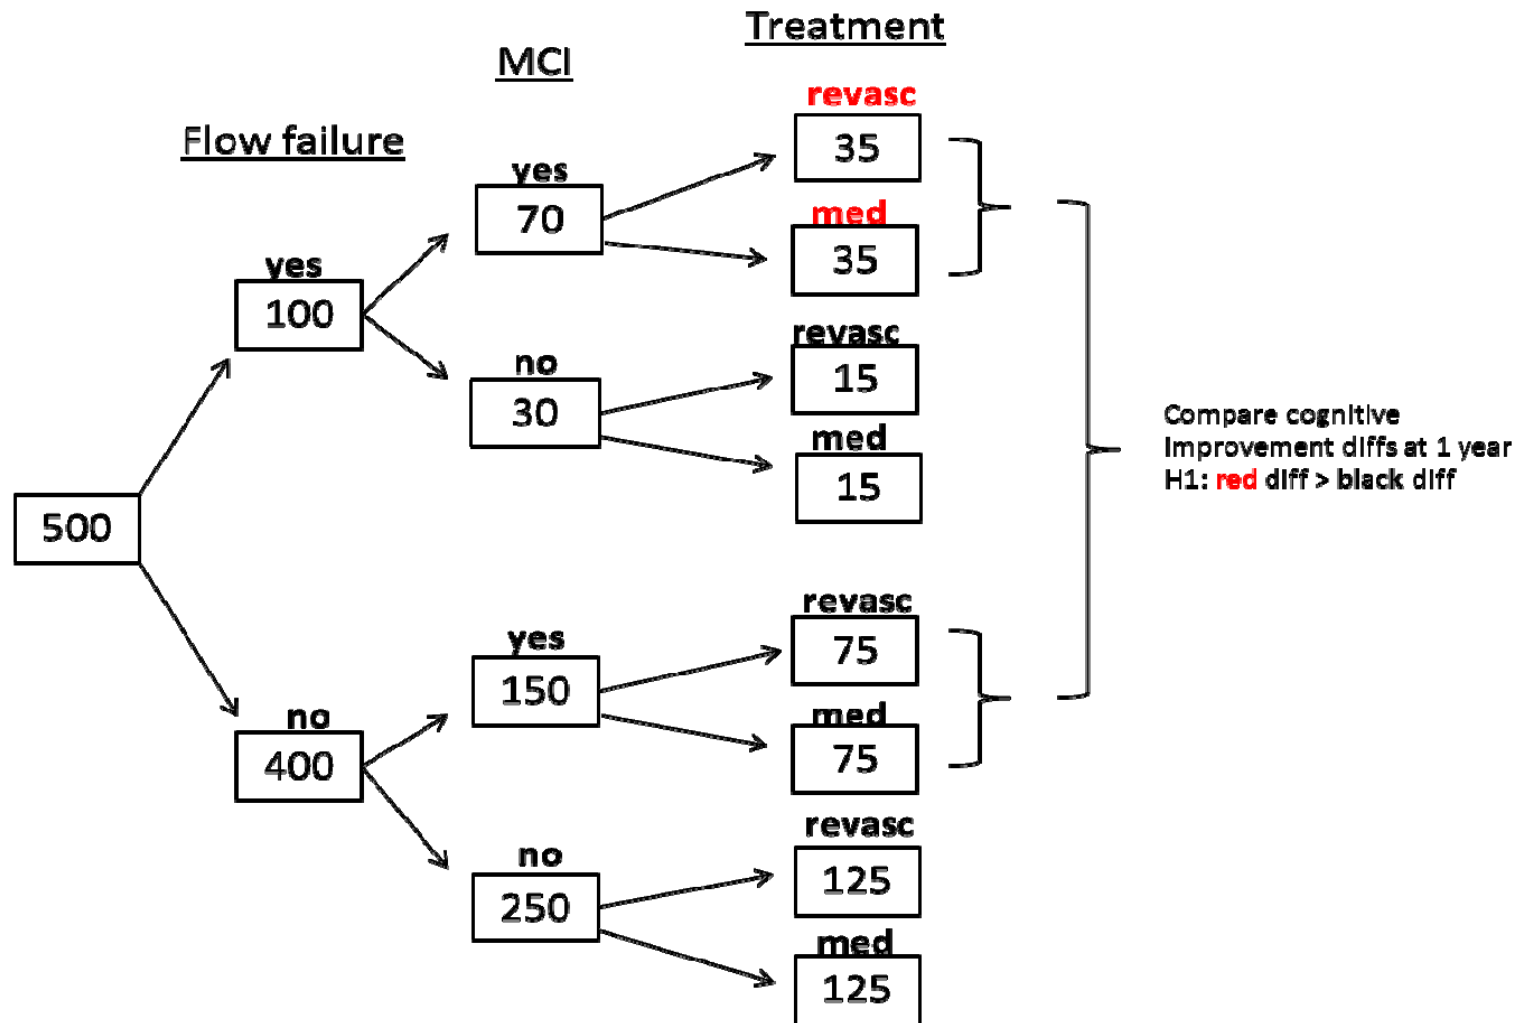 Treatment
MCI
Flow failure
revasc
35
yes
70
med
35
yes
100
revasc
15
no
30
med
15
500
Compare cognitive
Improvement diffs at 1 year
H1: red diff > black diff
revasc
75
yes
150
med
75
no
400
revasc
125
no
250
med
125